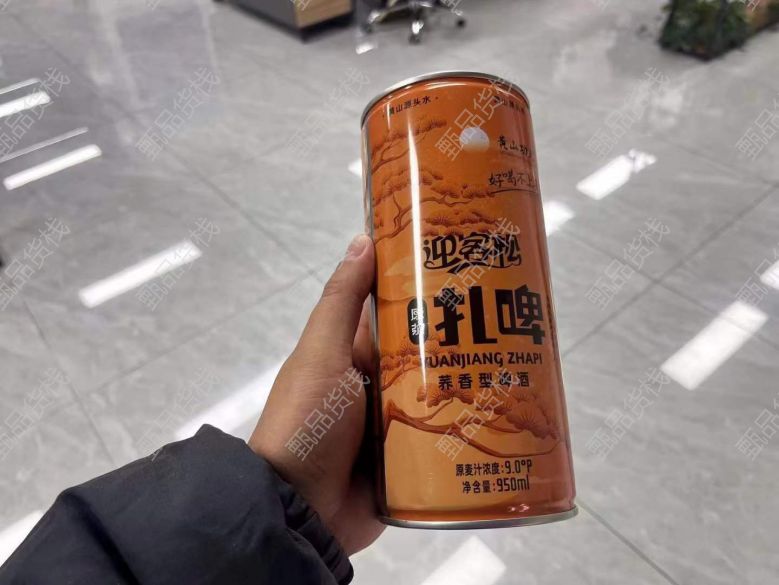 黄山源头水
黄山
好喝不上
迎客松
原浆
扎啤
YUANJIANG ZHAPI
荞香型啤酒
原麦汁浓度:9.0°P
净含量:950ml
甄品货栈